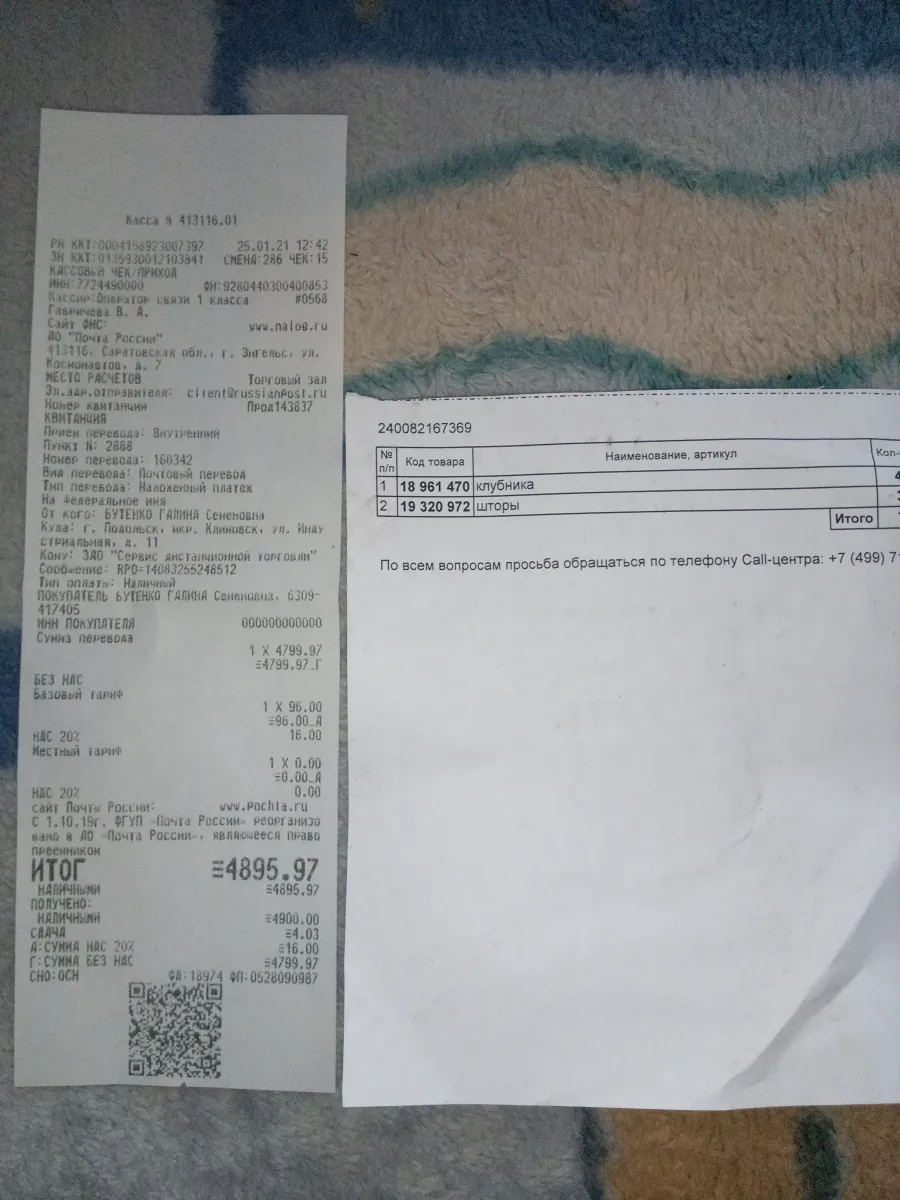 Касса N 413116.01
РН ККТ:0004158923007397 25.01.21 12:42
ЗН ККТ:0135930012103841 СМЕНА:286 ЧЕК:15
КАССОВЫЙ ЧЕК/ПРИХОД
ИНН:7724490000 ФН:9280440300400853
Кассир:Оператор связи 1 класса #0568
Гавричева В. А.
Сайт ФНС: www.nalog.ru
АО "Почта России"
413116, Саратовская обл., г. Энгельс, ул.
Космонавтов, д. 7
МЕСТО РАСЧЕТОВ Торговый зал
Эл.адр.отправителя: client@russianpost.ru
Номер квитанции Прод143837
КВИТАНЦИЯ
Прием перевода: Внутренний
Пункт N: 2888
Номер перевода: 160342
Вид перевода: Почтовый перевод
Тип перевода: Наложенный платеж
На Федеральное имя
От кого: БУТЕНКО ГАЛИНА Семеновна
Куда: г. Подольск, мкр. Климовск, ул. Инду
стриальная, д. 11
Кому: ЗАО "Сервис дистанционной торговли"
Сообщение: RPO=14083255248512
Тип оплаты: Наличный
ПОКУПАТЕЛЬ БУТЕНКО ГАЛИНА Семеновна, 6309-
417405
ИНН ПОКУПАТЕЛЯ 000000000000
Сумма перевода
1 X 4799.97
≡4799.97_Г
БЕЗ НДС
Базовый тариф
1 X 96.00
≡96.00_А
НДС 20% 16.00
Местный тариф
1 X 0.00
≡0.00_А
НДС 20% 0.00
сайт Почты России: www.pochta.ru
С 1.10.19г. ФГУП «Почта России» реорганизо
вано в АО «Почта России», являющееся право
преемником
ИТОГ ≡4895.97
НАЛИЧНЫМИ ≡4895.97
ПОЛУЧЕНО:
НАЛИЧНЫМИ ≡4900.00
СДАЧА ≡4.03
А:СУММА НДС 20% ≡16.00
Г:СУММА БЕЗ НДС ≡4799.97
СНО:ОСН ФД:18974 ФП:0528090987
240082167369
№ п/п Код товара Наименование, артикул Кол-
1 18 961 470 клубника
2 19 320 972 шторы
Итого
По всем вопросам просьба обращаться по телефону Call-центра: +7 (499) 7